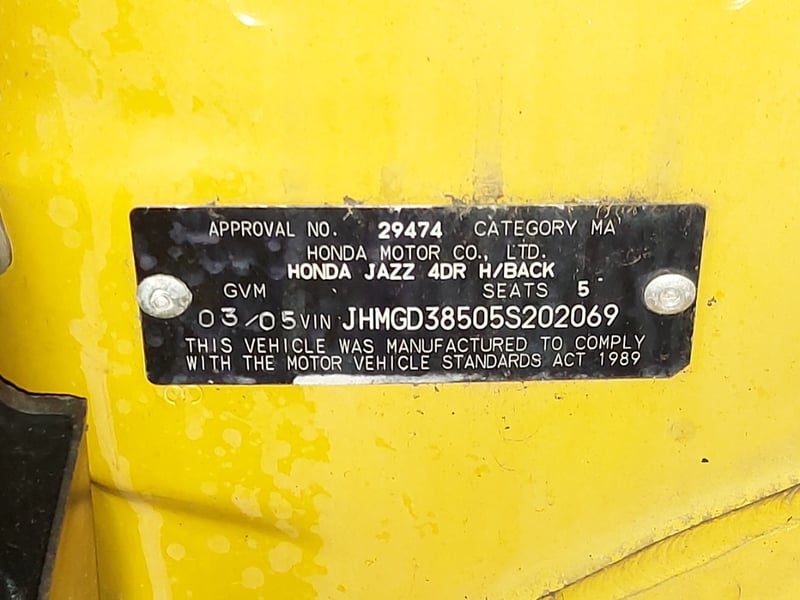 APPROVAL NO. 29474 CATEGORY MA
HONDA MOTOR CO., LTD.
HONDA JAZZ 4DR H/BACK
GVM SEATS 5
03/05 VIN JHMGD38505S202069
THIS VEHICLE WAS MANUFACTURED TO COMPLY
WITH THE MOTOR VEHICLE STANDARDS ACT 1989